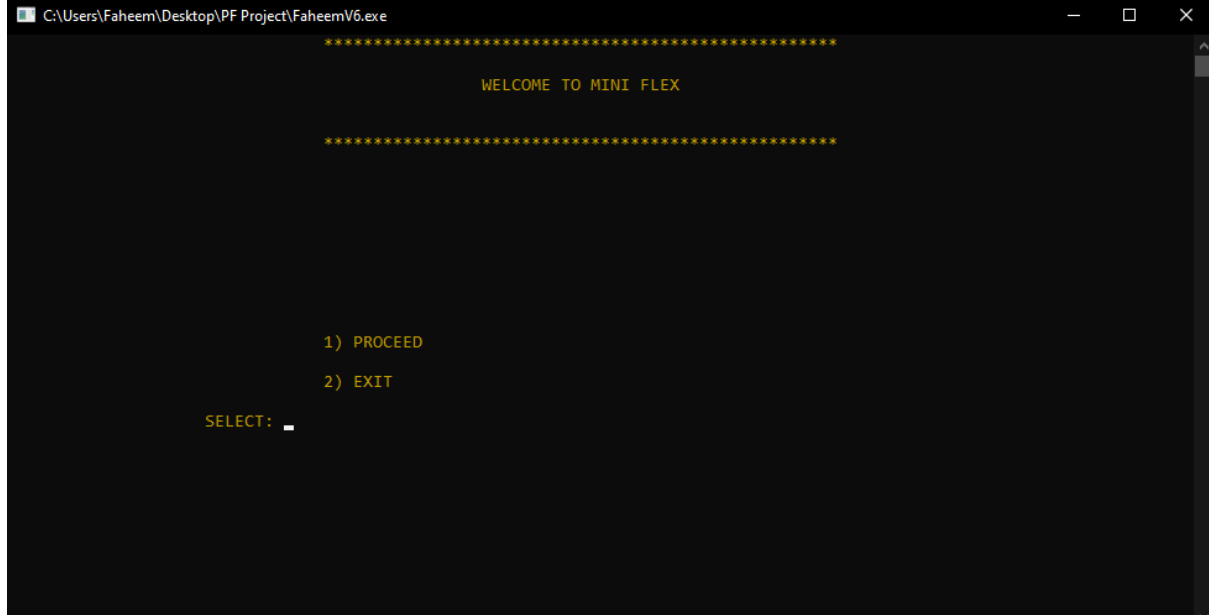 C:\Users\Faheem\Desktop\PF Project\FaheemV6.exe
****************************************************
WELCOME TO MINI FLEX
****************************************************
1) PROCEED
2) EXIT
SELECT: